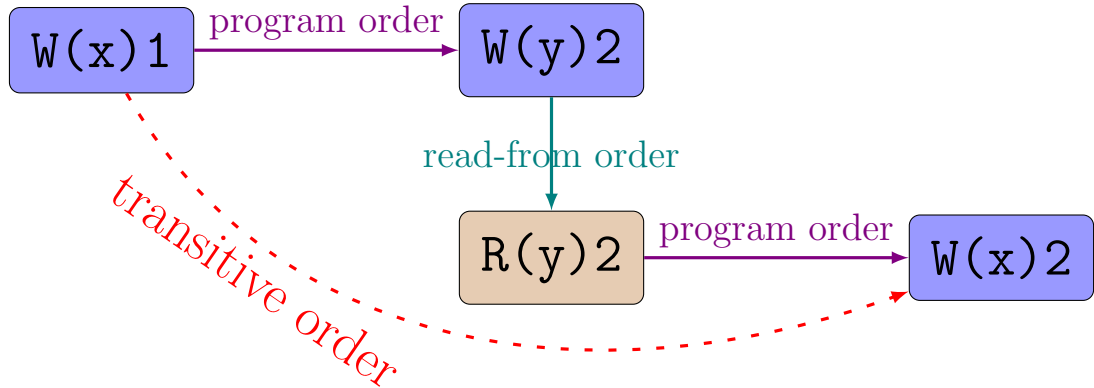 W(x)1
program order
W(y)2
read-from order
transitive order
R(y)2
program order
W(x)2